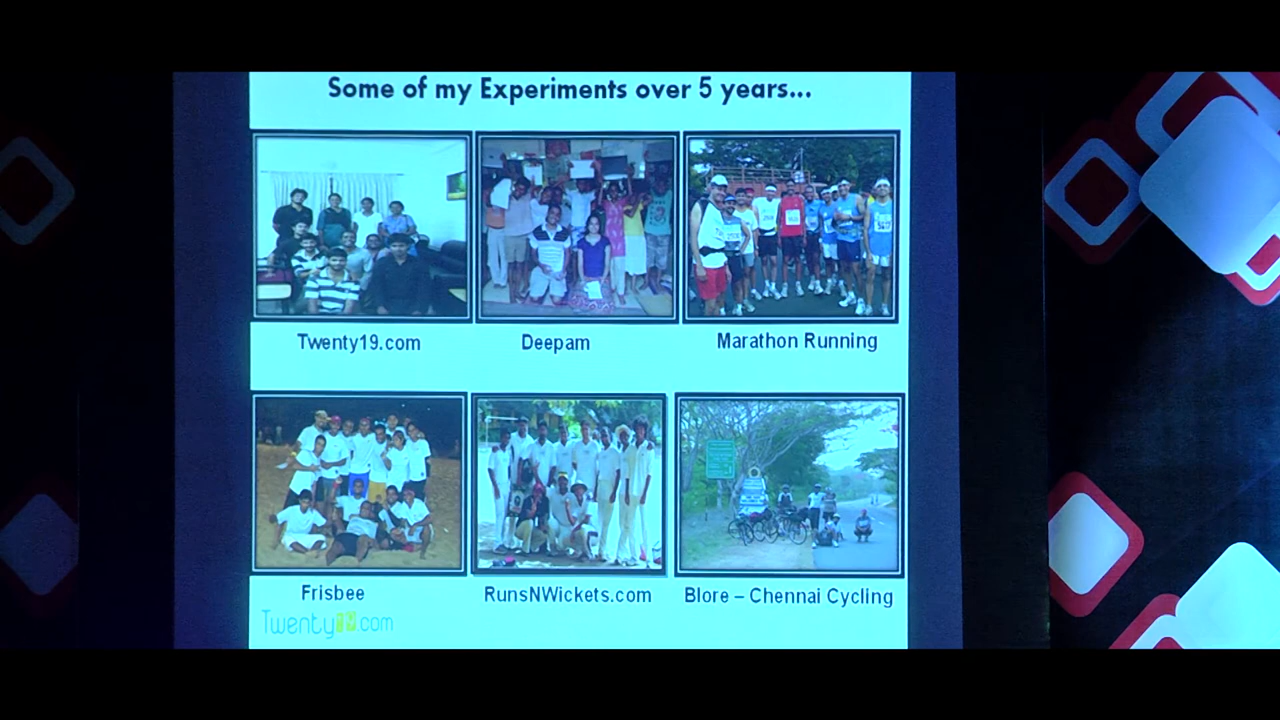 Some of my Experiments over 5 years...
Twenty19.com
Deepam
Marathon Running
Frisbee
RunsNWickets.com
Blore – Chennai Cycling
Twenty19.com